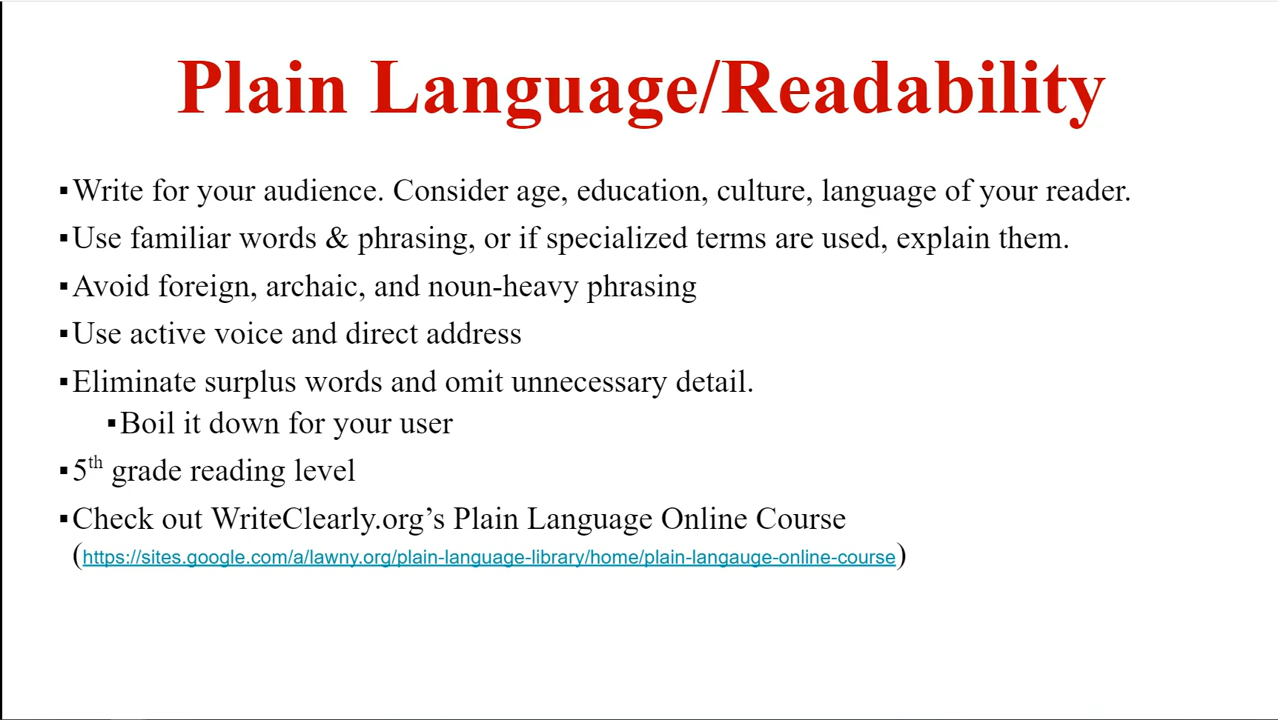 Plain Language/Readability
▪Write for your audience. Consider age, education, culture, language of your reader.
▪Use familiar words & phrasing, or if specialized terms are used, explain them.
▪Avoid foreign, archaic, and noun-heavy phrasing
▪Use active voice and direct address
▪Eliminate surplus words and omit unnecessary detail.
▪Boil it down for your user
▪5th grade reading level
▪Check out WriteClearly.org’s Plain Language Online Course
(https://sites.google.com/a/lawny.org/plain-language-library/home/plain-langauge-online-course)